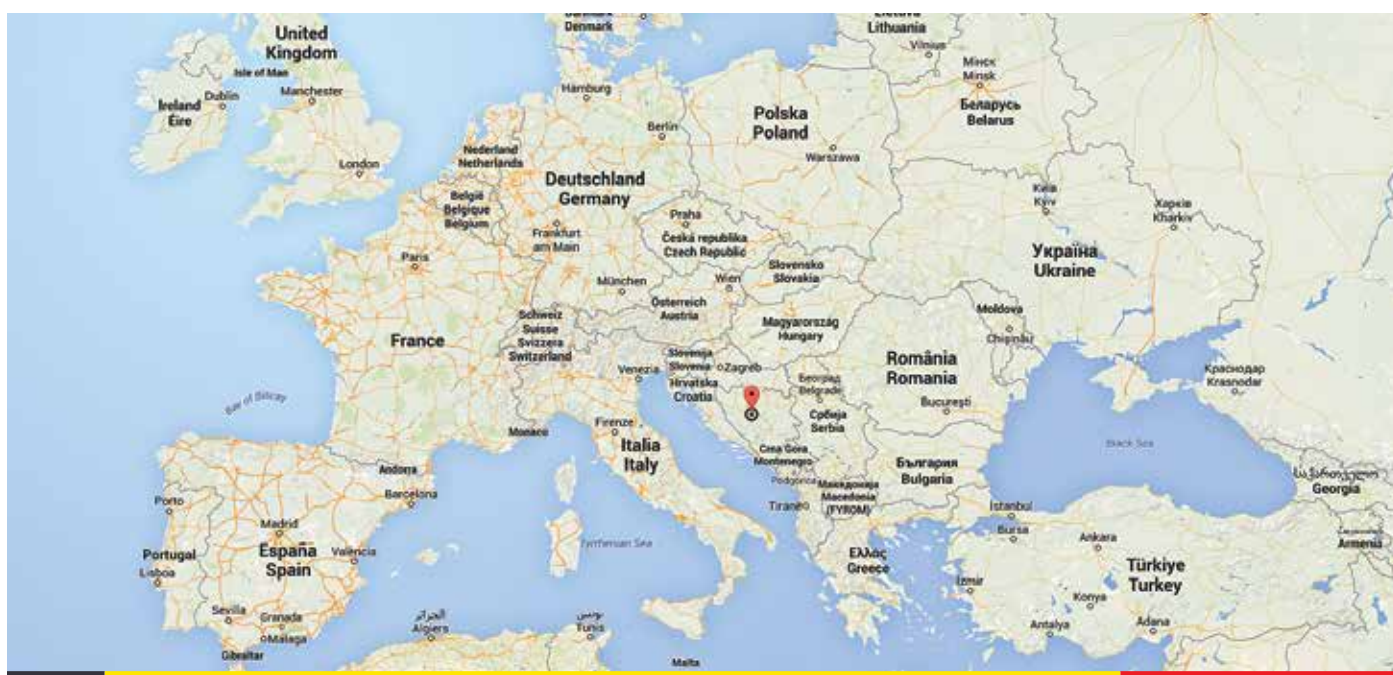 Denmark
Lietuva
Lithuania
Vilnius
United
Kingdom
Isle of Man
Ireland
Éire
Dublin
Manchester
London
Hamburg
Berlin
Nederland
Netherlands
België
Belgique
Belgium
Deutschland
Germany
Frankfurt
am Main
Polska
Poland
Warszawa
Мінск
Minsk
Беларусь
Belarus
Київ
Kyiv
Харків
Kharkiv
Україна
Ukraine
Praha
Česká republika
Czech Republic
Slovensko
Slovakia
Paris
München
Wien
Österreich
Austria
Schweiz
Suisse
Svizzera
Switzerland
Magyarország
Hungary
Moldova
Chișinău
France
Slovenija
Slovenia
Zagreb
Hrvatska
Croatia
Venezia
România
Romania
București
Београд
Belgrade
Србија
Serbia
Краснодар
Krasnodar
Bay of Biscay
Monaco
Firenze
Italia
Italy
Crna Gora
Montenegro
Podgorica
България
Bulgaria
Black Sea
საქართველო
Georgia
Andorra
Barcelona
Porto
Madrid
España
Spain
Valencia
Portugal
Lisboa
Tiranë
Македонија
Macedonia
(FYROM)
İstanbul
Bursa
Ankara
Armenia
Tyrrhenian Sea
Ελλάς
Greece
İzmir
Türkiye
Turkey
Konya
Antalya
Adana
Sevilla
Granada
Málaga
Gibraltar
الجزائر
Algiers
تونس
Tunis
Malta